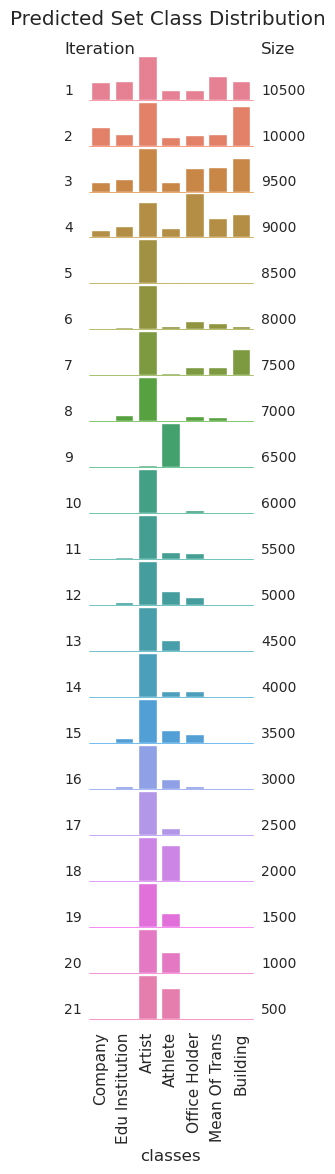 Predicted Set Class Distribution
Iteration Size
1 10500
2 10000
3 9500
4 9000
5 8500
6 8000
7 7500
8 7000
9 6500
10 6000
11 5500
12 5000
13 4500
14 4000
15 3500
16 3000
17 2500
18 2000
19 1500
20 1000
21 500
Company
Edu Institution
Artist
Athlete
Office Holder
Mean Of Trans
Building
classes